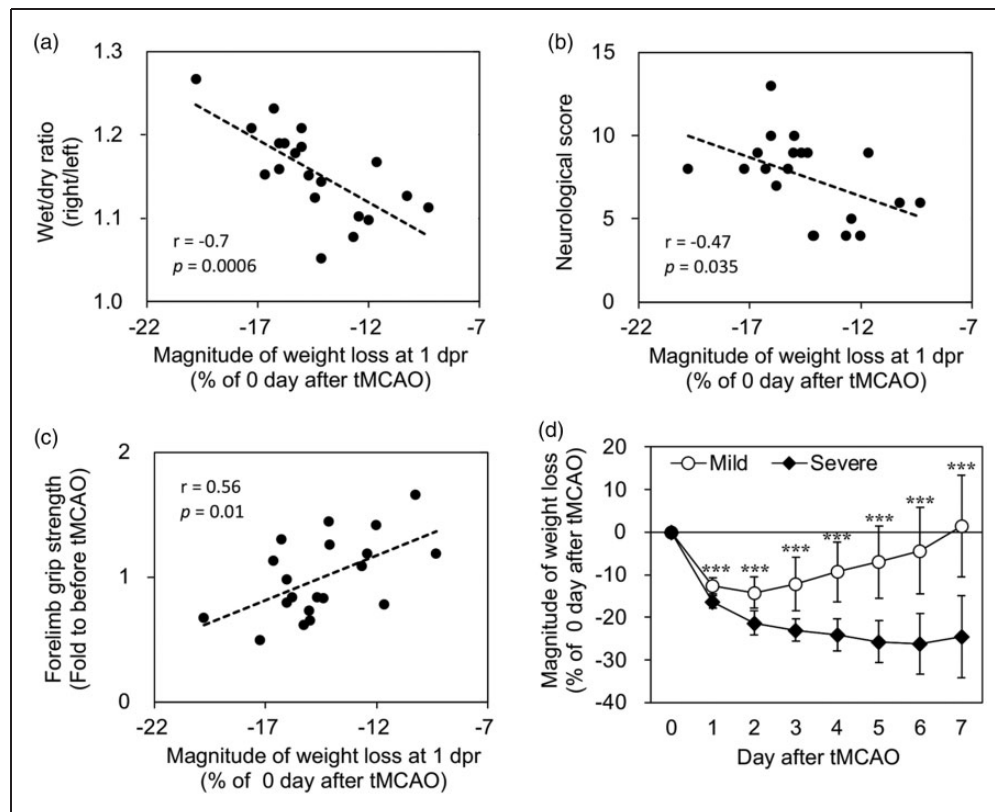 (a)
1.3
1.2
1.1
1.0
Wet/dry ratio
(right/left)
r = -0.7
p = 0.0006
-22
-17
-12
-7
Magnitude of weight loss at 1 dpr
(% of 0 day after tMCAO)
(b)
15
10
5
0
Neurological score
r = -0.47
p = 0.035
-22
-17
-12
-7
Magnitude of weight loss at 1 dpr
(% of 0 day after tMCAO)
(c)
2
1
0
Forelimb grip strength
(Fold to before tMCAO)
r = 0.56
p = 0.01
-22
-17
-12
-7
Magnitude of weight loss at 1 dpr
(% of 0 day after tMCAO)
(d)
20
10
0
-10
-20
-30
-40
Magnitude of weight loss
(% of 0 day after tMCAO)
Mild
Severe
***
***
***
***
***
***
***
0
1
2
3
4
5
6
7
Day after tMCAO